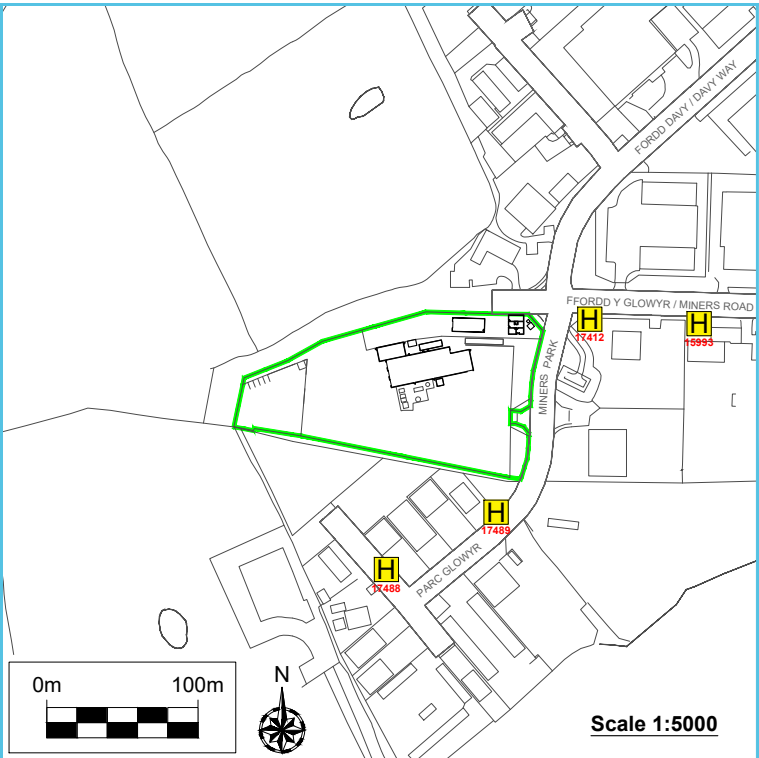 FORDD DAVY / DAVY WAY
FFORDD Y GLOWYR / MINERS ROAD
H
17412
H
15993
MINERS PARK
H
17489
H
17488
PARC GLOWYR
0m 100m
N
Scale 1:5000